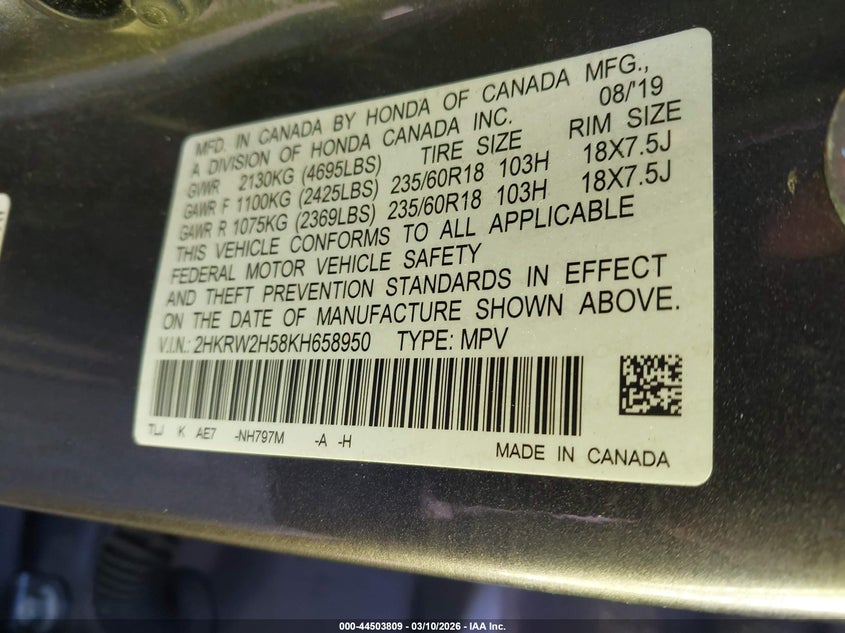 MFD. IN CANADA BY HONDA OF CANADA MFG.,
A DIVISION OF HONDA CANADA INC. 08/'19
GVWR 2130KG (4695LBS) TIRE SIZE RIM SIZE
GAWR F 1100KG (2425LBS) 235/60R18 103H 18X7.5J
GAWR R 1075KG (2369LBS) 235/60R18 103H 18X7.5J
THIS VEHICLE CONFORMS TO ALL APPLICABLE
FEDERAL MOTOR VEHICLE SAFETY
AND THEFT PREVENTION STANDARDS IN EFFECT
ON THE DATE OF MANUFACTURE SHOWN ABOVE.
V.I.N.: 2HKRW2H58KH658950 TYPE: MPV
TLJ K AE7 -NH797M -A -H
MADE IN CANADA
000-44503809 — 03/10/2026 — IAA Inc.